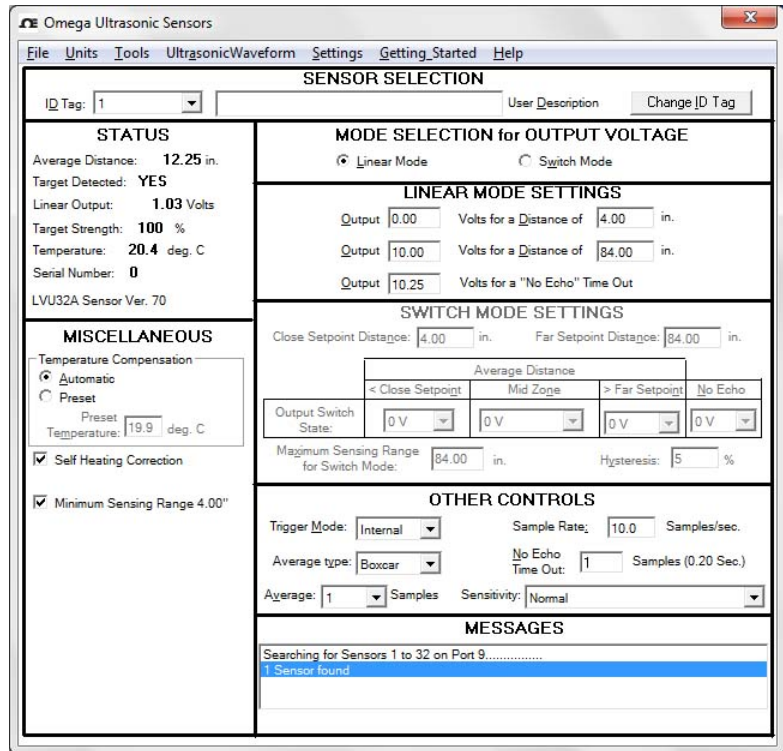 Omega Ultrasonic Sensors
File Units Tools UltrasonicWaveform Settings Getting_Started Help
SENSOR SELECTION
ID Tag: 1 User Description Change ID Tag
STATUS
Average Distance: 12.25 in.
Target Detected: YES
Linear Output: 1.03 Volts
Target Strength: 100 %
Temperature: 20.4 deg. C
Serial Number: 0
LVU32A Sensor Ver. 70
MISCELLANEOUS
Temperature Compensation
Automatic
Preset
Preset
Temperature: 19.9 deg. C
Self Heating Correction
Minimum Sensing Range 4.00"
MODE SELECTION for OUTPUT VOLTAGE
Linear Mode Switch Mode
LINEAR MODE SETTINGS
Output 0.00 Volts for a Distance of 4.00 in.
Output 10.00 Volts for a Distance of 84.00 in.
Output 10.25 Volts for a "No Echo" Time Out
SWITCH MODE SETTINGS
Close Setpoint Distance: 4.00 in. Far Setpoint Distance: 84.00 in.
Average Distance
< Close Setpoint Mid Zone > Far Setpoint No Echo
Output Switch
State: 0 V 0 V 0 V 0 V
Maximum Sensing Range
for Switch Mode: 84.00 in. Hysteresis: 5 %
OTHER CONTROLS
Trigger Mode: Internal Sample Rate: 10.0 Samples/sec.
Average type: Boxcar No Echo
Time Out: 1 Samples (0.20 Sec.)
Average: 1 Samples Sensitivity: Normal
MESSAGES
Searching for Sensors 1 to 32 on Port 9................
1 Sensor found